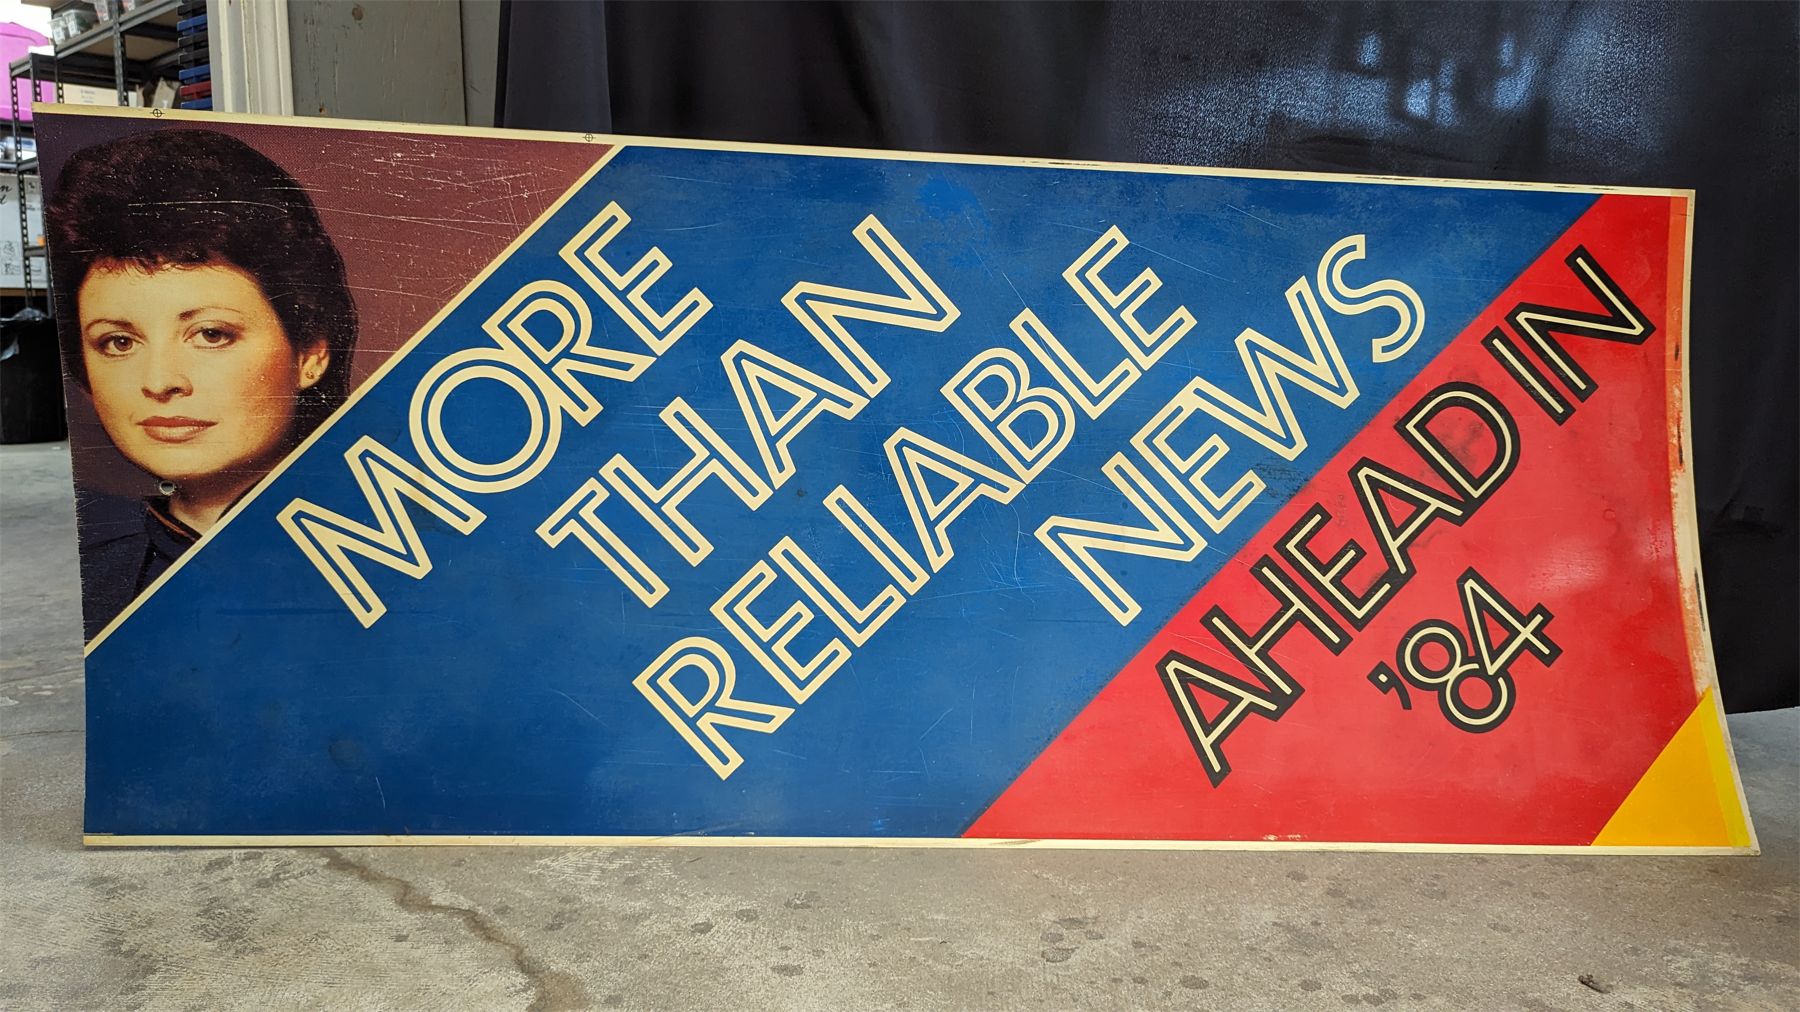 MORE
THAN
RELIABLE
NEWS
AHEAD IN
'84